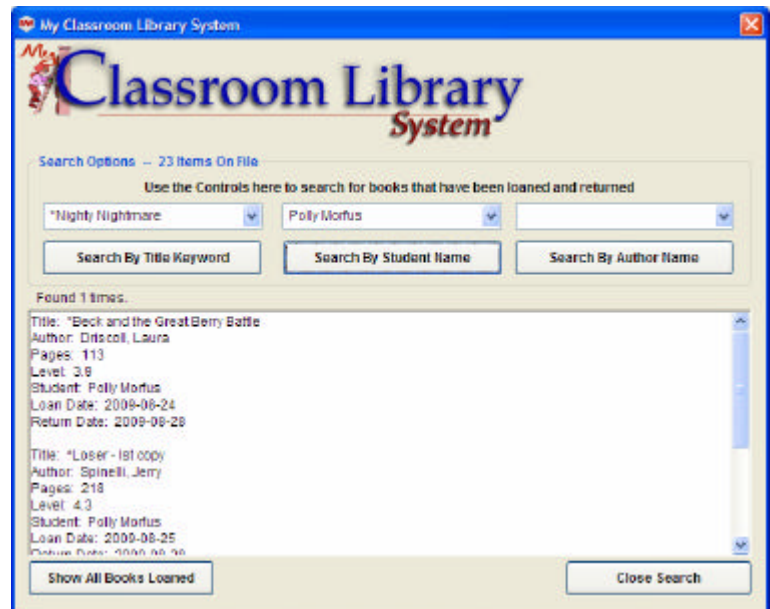 My Classroom Library System
My
Classroom Library
System
Search Options -- 23 Items On File
Use the Controls here to search for books that have been loaned and returned
*Nighty Nightmare
Polly Morfus
Search By Title Keyword
Search By Student Name
Search By Author Name
Found 1 times.
Title: *Beck and the Great Berry Battle
Author: Driscoll, Laura
Pages: 113
Level: 3.9
Student: Polly Morfus
Loan Date: 2009-08-24
Return Date: 2009-08-28
Title: *Loser - 1st copy
Author: Spinelli, Jerry
Pages: 218
Level: 4.3
Student: Polly Morfus
Loan Date: 2009-08-25
Return Date:
Show All Books Loaned
Close Search